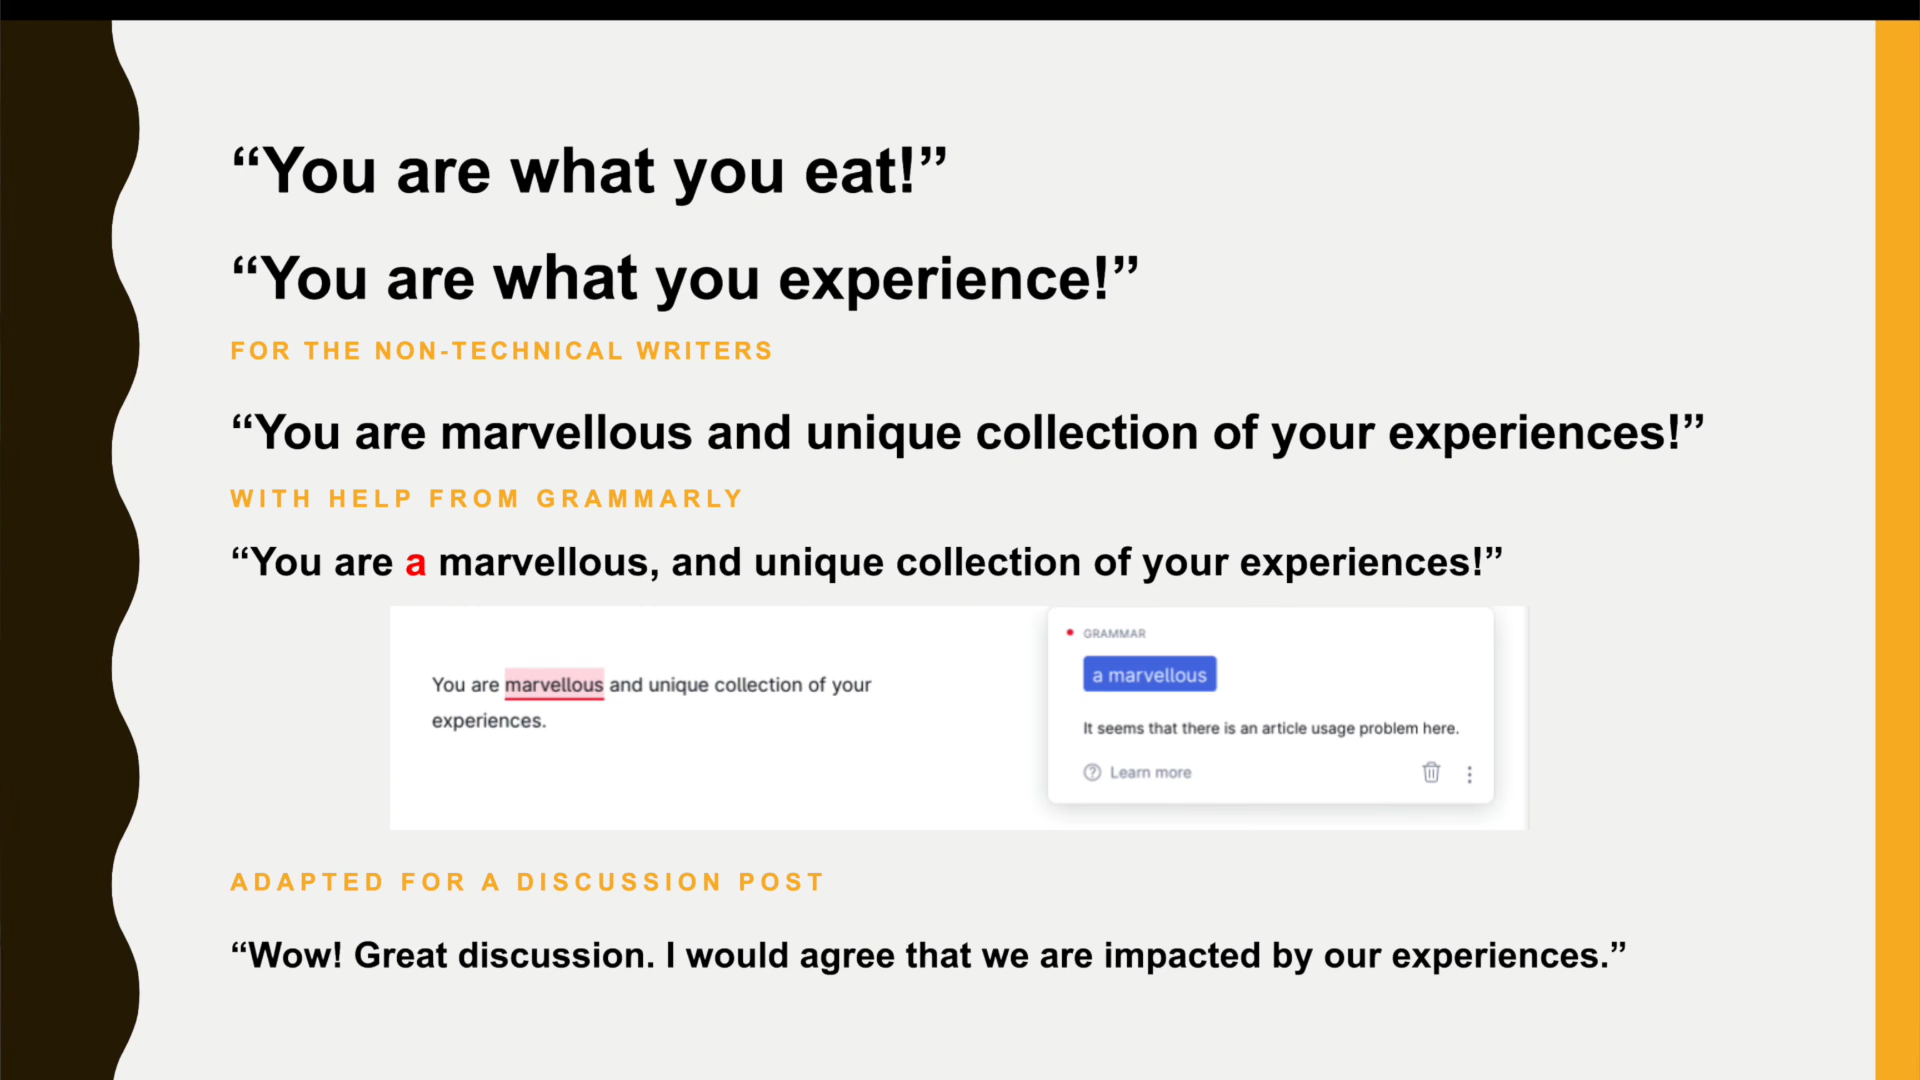 “You are what you eat!”
“You are what you experience!”
FOR THE NON-TECHNICAL WRITERS
“You are marvellous and unique collection of your experiences!”
WITH HELP FROM GRAMMARLY
“You are a marvellous, and unique collection of your experiences!”
You are marvellous and unique collection of your
experiences.
GRAMMAR
a marvellous
It seems that there is an article usage problem here.
Learn more
ADAPTED FOR A DISCUSSION POST
“Wow! Great discussion. I would agree that we are impacted by our experiences.”